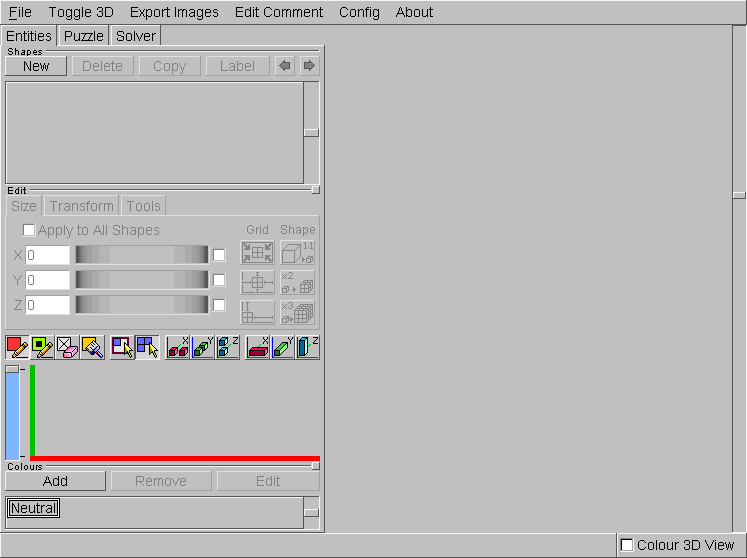 File Toggle 3D Export Images Edit Comment Config About
Entities Puzzle Solver
Shapes
New Delete Copy Label
Edit
Size Transform Tools
Apply to All Shapes Grid Shape
X 0 1:1
Y 0 x2
Z 0 x3
X Y Z X Y Z
Colours
Add Remove Edit
Neutral
Colour 3D View